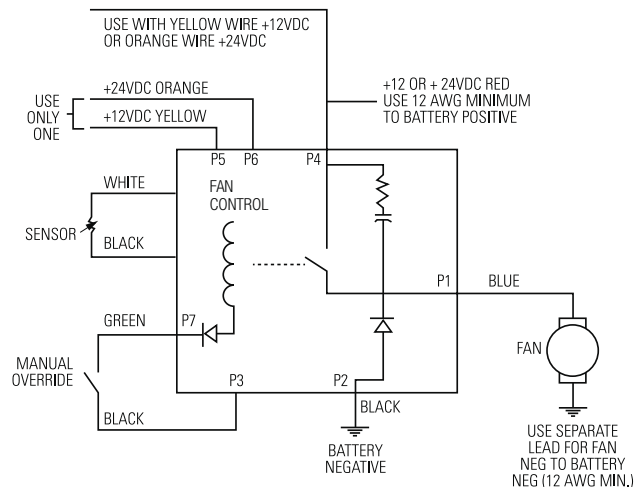 USE WITH YELLOW WIRE +12VDC
OR ORANGE WIRE +24VDC
+12 OR + 24VDC RED
USE 12 AWG MINIMUM
TO BATTERY POSITIVE
USE
ONLY
ONE
+24VDC ORANGE
+12VDC YELLOW
P5
P6
P4
WHITE
FAN
CONTROL
SENSOR
BLACK
P1
BLUE
GREEN
P7
FAN
MANUAL
OVERRIDE
P3
P2
BLACK
BLACK
BATTERY
NEGATIVE
USE SEPARATE
LEAD FOR FAN
NEG TO BATTERY
NEG (12 AWG MIN.)